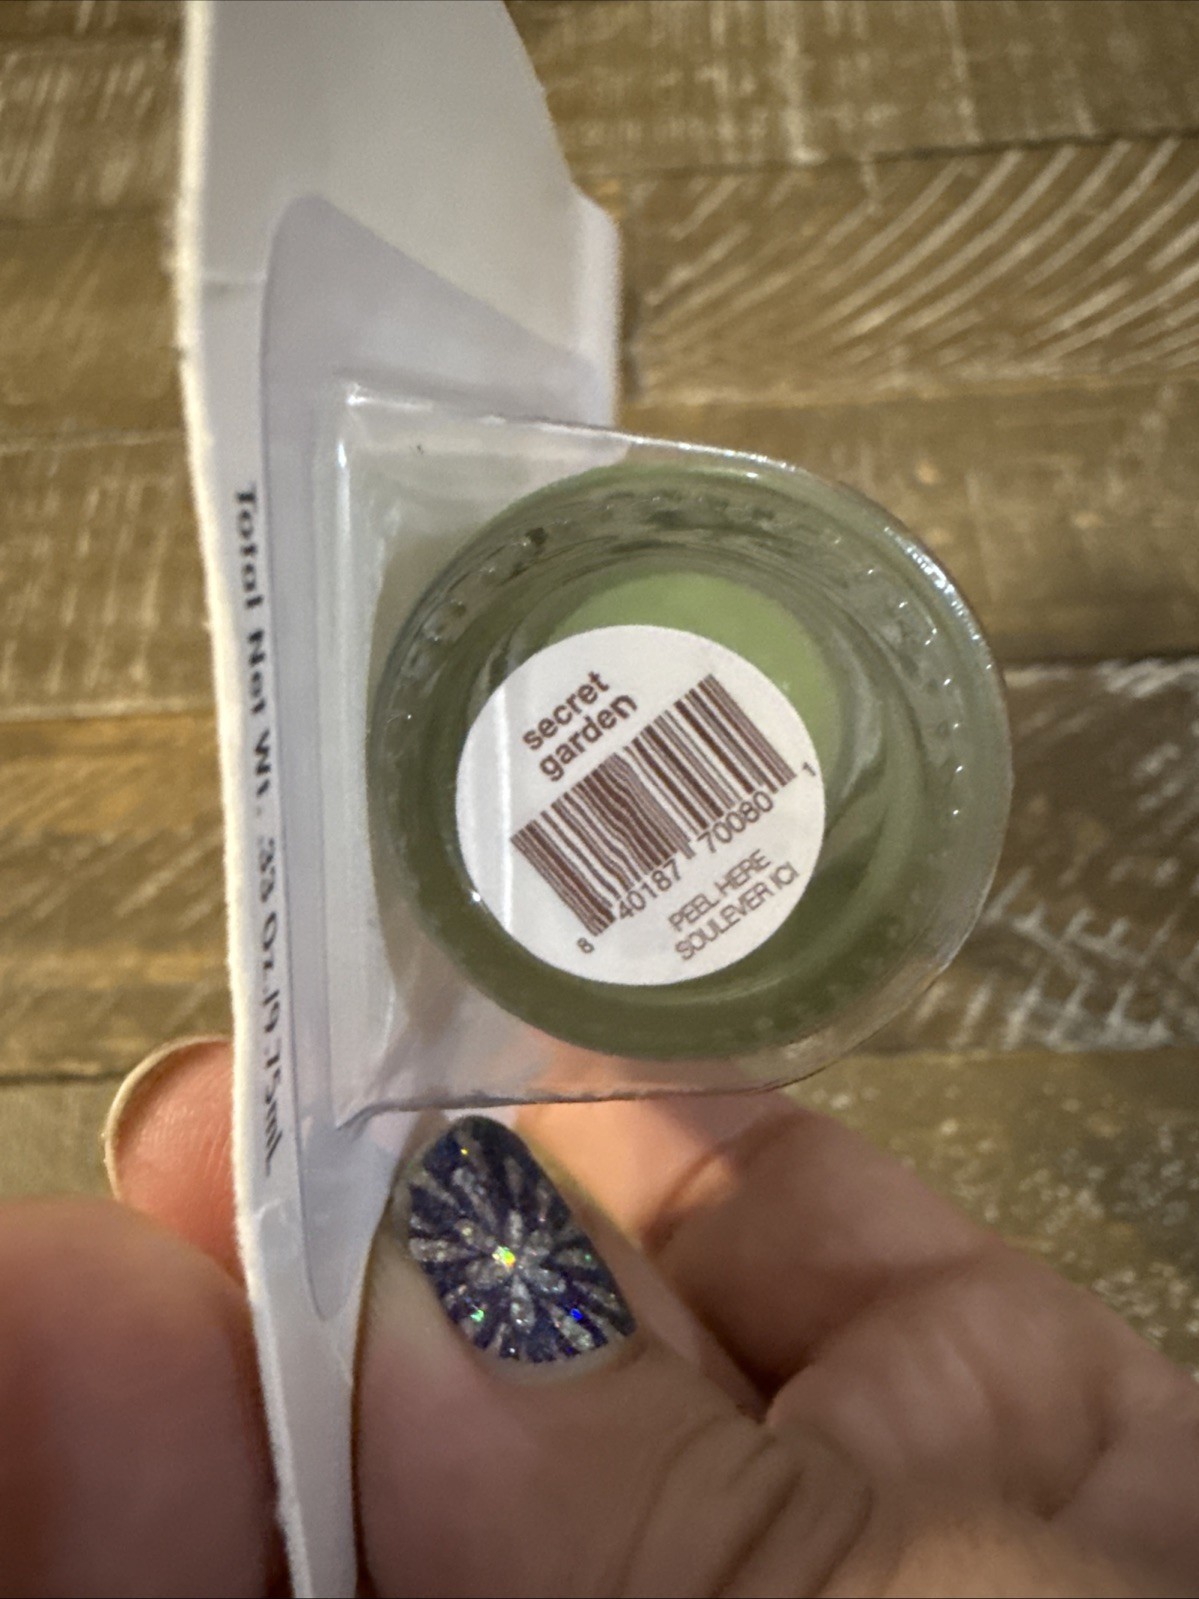 Total Net Wt. .33 Oz./9.75mL
secret
garden
8 40187 70080 1
PEEL HERE
SOULEVER ICI